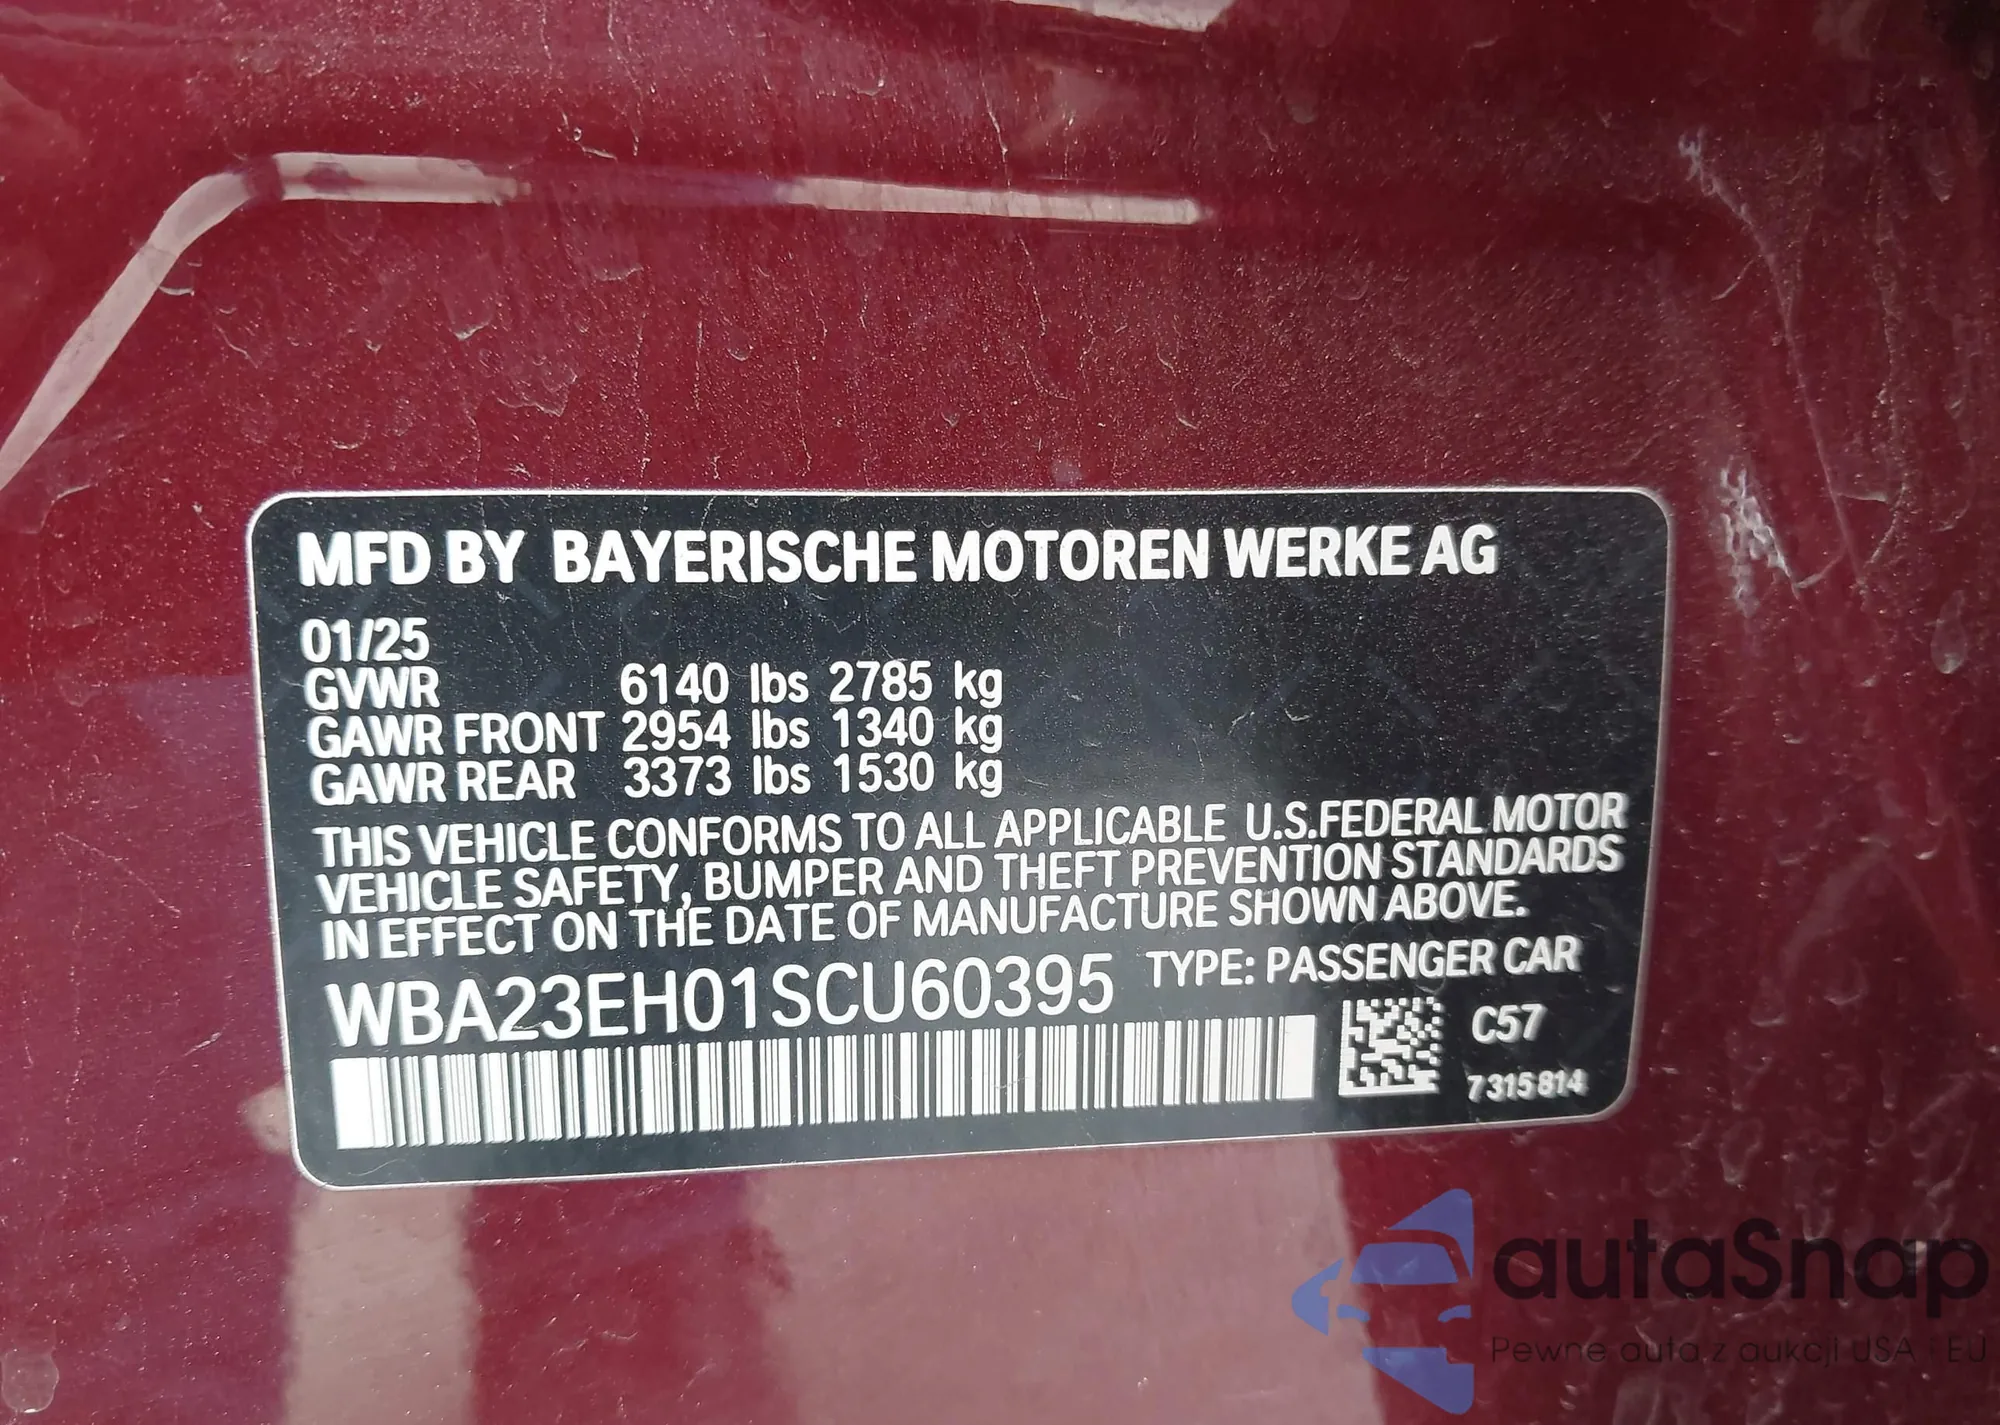 MFD BY BAYERISCHE MOTOREN WERKE AG
01/25
GVWR 6140 lbs 2785 kg
GAWR FRONT 2954 lbs 1340 kg
GAWR REAR 3373 lbs 1530 kg
THIS VEHICLE CONFORMS TO ALL APPLICABLE U.S.FEDERAL MOTOR
VEHICLE SAFETY, BUMPER AND THEFT PREVENTION STANDARDS
IN EFFECT ON THE DATE OF MANUFACTURE SHOWN ABOVE.
WBA23EH01SCU60395 TYPE: PASSENGER CAR
C57
7315814
autaSnap
Pewne auta z aukcji USA i EU